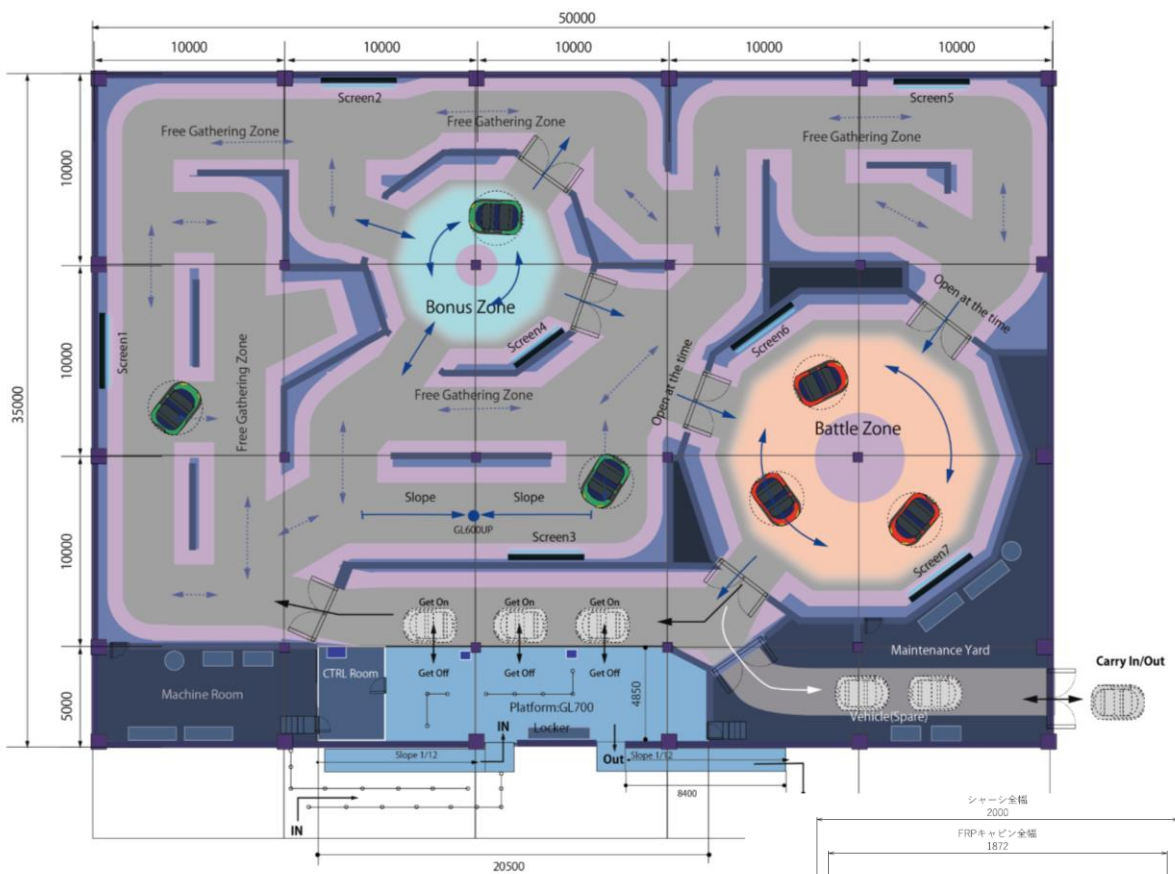 50000
10000
10000
10000
10000
10000
35000
10000
10000
10000
5000
Screen2
Screen5
Free Gathering Zone
Free Gathering Zone
Free Gathering Zone
Screen1
Bonus Zone
Screen4
Free Gathering Zone
Free Gathering Zone
Open at the time
Screen6
Open at the time
Battle Zone
Slope
Slope
GL600UP
Screen3
Screen7
Get On
Get On
Get On
Get Off
Get Off
Get Off
CTRL Room
Machine Room
Platform:GL700
4850
Locker
Maintenance Yard
Vehicle(Spare)
Carry In/Out
IN
Out
Slope 1/12
Slope 1/12
8400
IN
20500
シャーシ全幅
2000
FRPキャビン全幅
1872